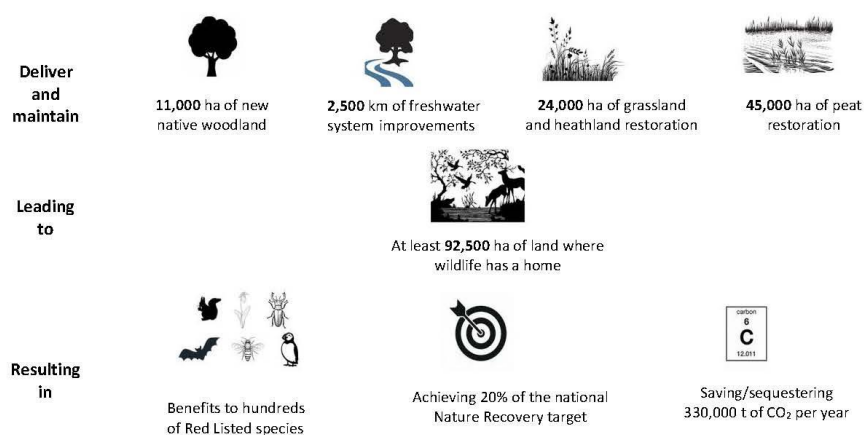 Deliver
and
maintain
11,000 ha of new
native woodland
2,500 km of freshwater
system improvements
24,000 ha of grassland
and heathland restoration
45,000 ha of peat
restoration
Leading
to
At least 92,500 ha of land where
wildlife has a home
Resulting
in
Benefits to hundreds
of Red Listed species
Achieving 20% of the national
Nature Recovery target
carbon
6
C
12.011
Saving/sequestering
330,000 t of CO₂ per year